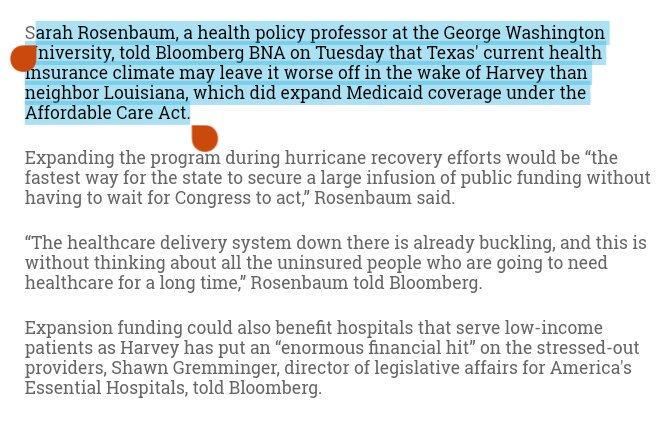 Sarah Rosenbaum, a health policy professor at the George Washington
University, told Bloomberg BNA on Tuesday that Texas' current health
insurance climate may leave it worse off in the wake of Harvey than
neighbor Louisiana, which did expand Medicaid coverage under the
Affordable Care Act.
Expanding the program during hurricane recovery efforts would be “the
fastest way for the state to secure a large infusion of public funding without
having to wait for Congress to act,” Rosenbaum said.
“The healthcare delivery system down there is already buckling, and this is
without thinking about all the uninsured people who are going to need
healthcare for a long time,” Rosenbaum told Bloomberg.
Expansion funding could also benefit hospitals that serve low-income
patients as Harvey has put an “enormous financial hit” on the stressed-out
providers, Shawn Gremminger, director of legislative affairs for America's
Essential Hospitals, told Bloomberg.